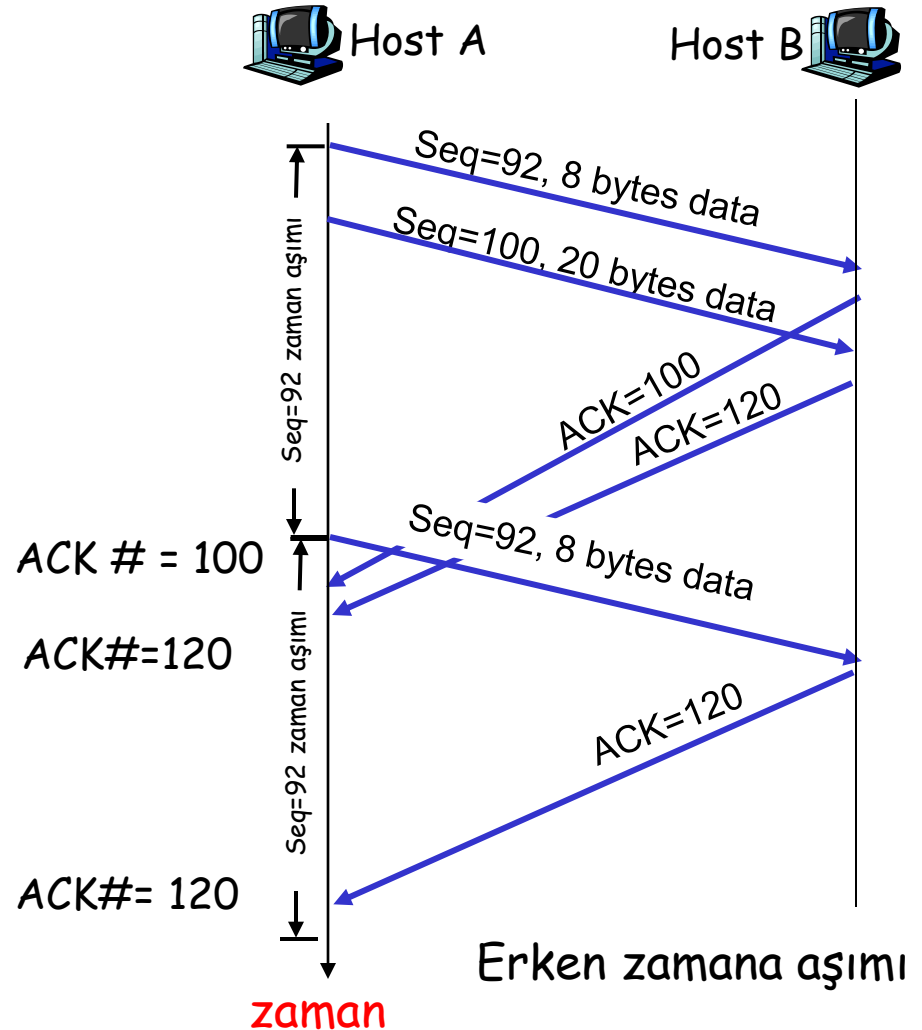 Host A
Host B
Seq=92, 8 bytes data
Seq=100, 20 bytes data
Seq=92 zaman aşımı
ACK=100
ACK=120
Seq=92, 8 bytes data
ACK # = 100
ACK#=120
Seq=92 zaman aşımı
ACK=120
ACK#= 120
Erken zamana aşımı
zaman